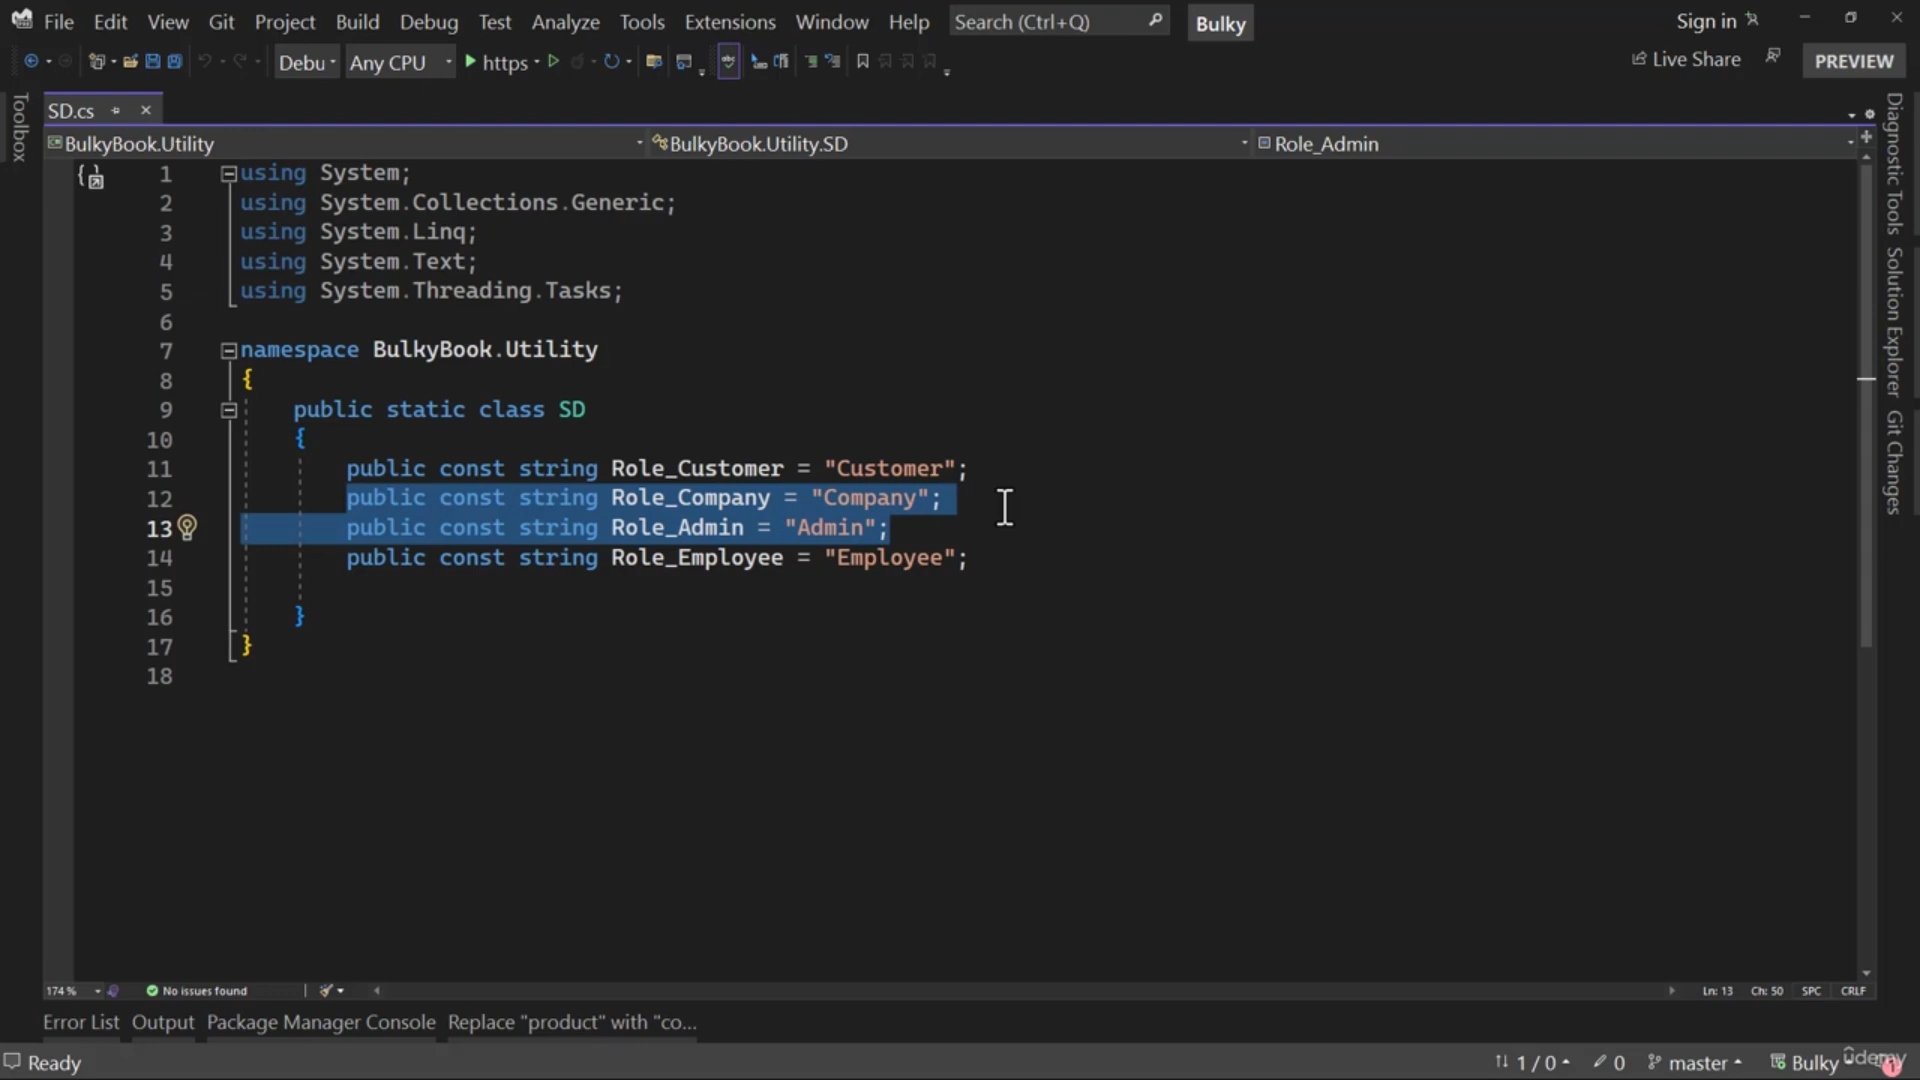 File Edit View Git Project Build Debug Test Analyze Tools Extensions Window Help Search (Ctrl+Q) Bulky Sign in
Debu Any CPU https Live Share PREVIEW
SD.cs
BulkyBook.Utility BulkyBook.Utility.SD Role_Admin
Toolbox
1 using System;
2 using System.Collections.Generic;
3 using System.Linq;
4 using System.Text;
5 using System.Threading.Tasks;
6
7 namespace BulkyBook.Utility
8 {
9 public static class SD
10 {
11 public const string Role_Customer = "Customer";
12 public const string Role_Company = "Company";
13 public const string Role_Admin = "Admin";
14 public const string Role_Employee = "Employee";
15
16 }
17 }
18
Diagnostic Tools
Solution Explorer
Git Changes
174 % No issues found Ln: 13 Ch: 50 SPC CRLF
Error List Output Package Manager Console Replace "product" with "co...
Ready 1 / 0 0 master Bulky 1
ûdemy